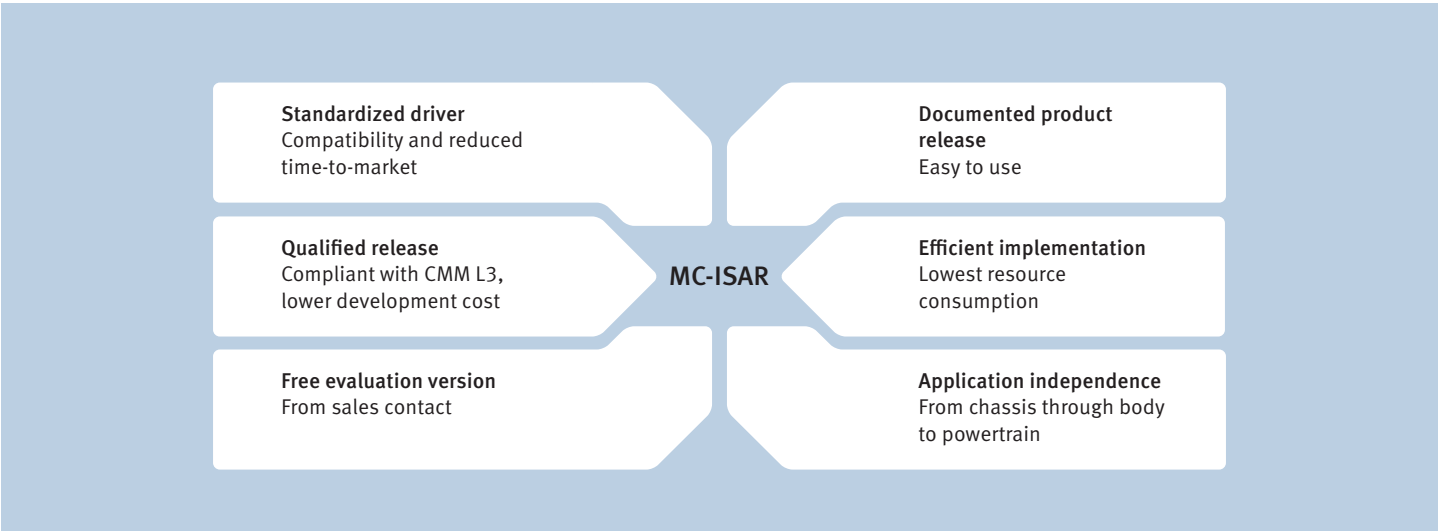 Standardized driver
Compatibility and reduced
time-to-market
Documented product
release
Easy to use
Qualified release
Compliant with CMM L3,
lower development cost
MC-ISAR
Efficient implementation
Lowest resource
consumption
Free evaluation version
From sales contact
Application independence
From chassis through body
to powertrain